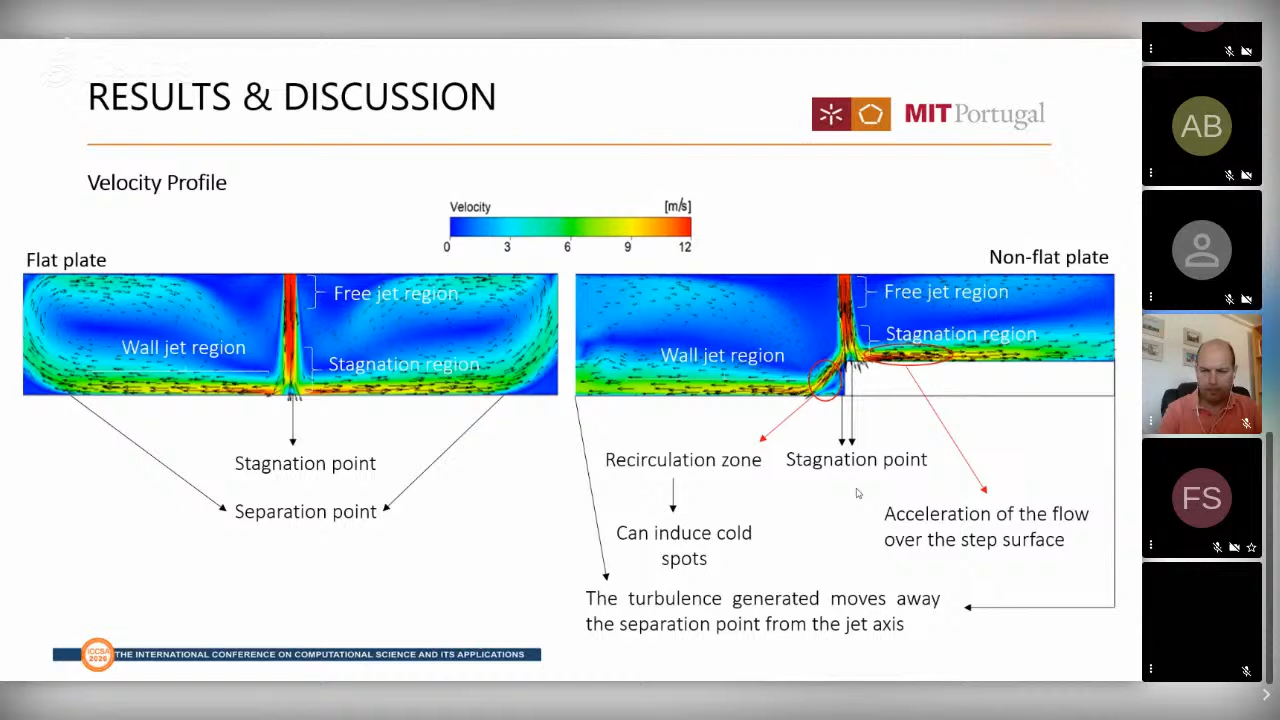 RESULTS & DISCUSSION
MIT Portugal
Velocity Profile
Velocity [m/s]
0 3 6 9 12
Flat plate
Non-flat plate
Free jet region
Wall jet region
Stagnation region
Free jet region
Stagnation region
Wall jet region
Stagnation point
Separation point
Recirculation zone
Stagnation point
Can induce cold
spots
Acceleration of the flow
over the step surface
The turbulence generated moves away
the separation point from the jet axis
ICCSA
2020
THE INTERNATIONAL CONFERENCE ON COMPUTATIONAL SCIENCE AND ITS APPLICATIONS
AB
FS